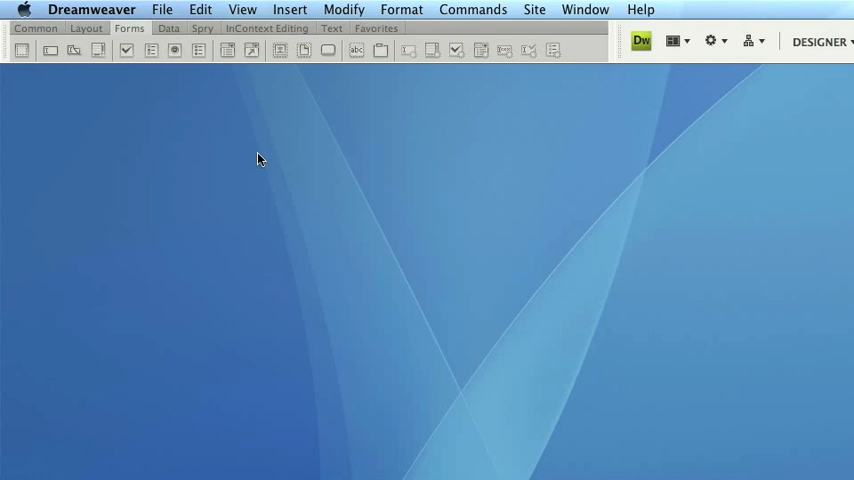 Dreamweaver File Edit View Insert Modify Format Commands Site Window Help
Common Layout Forms Data Spry InContext Editing Text Favorites
abc
Dw
DESIGNER